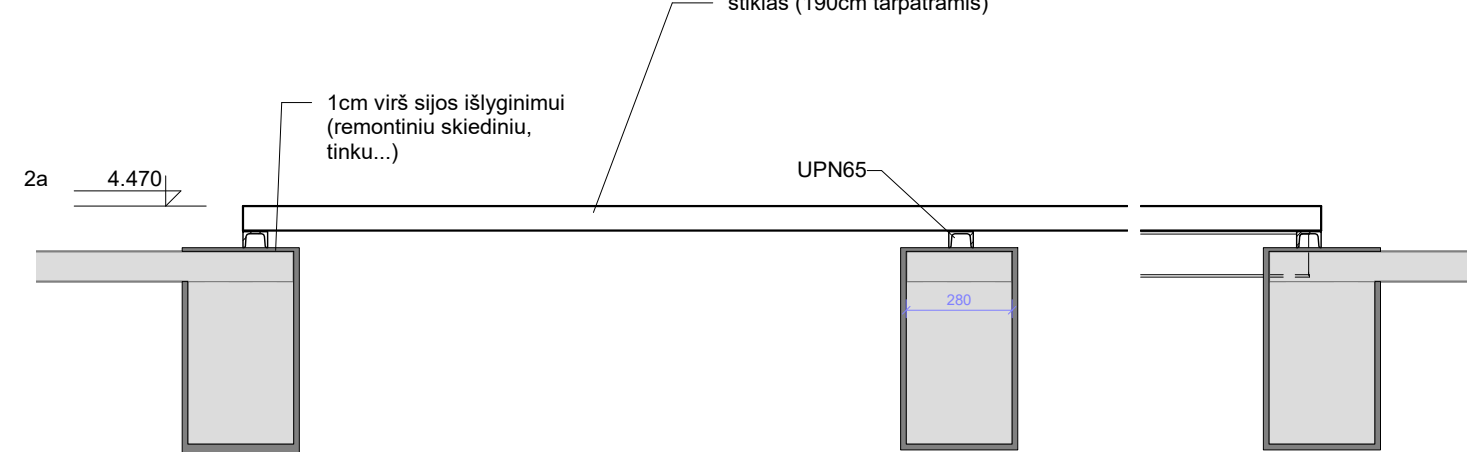 stiklas (190cm tarpatramis)
1cm virš sijos išlyginimui
(remontiniu skiediniu,
tinku...)
2a 4.470
UPN65
280